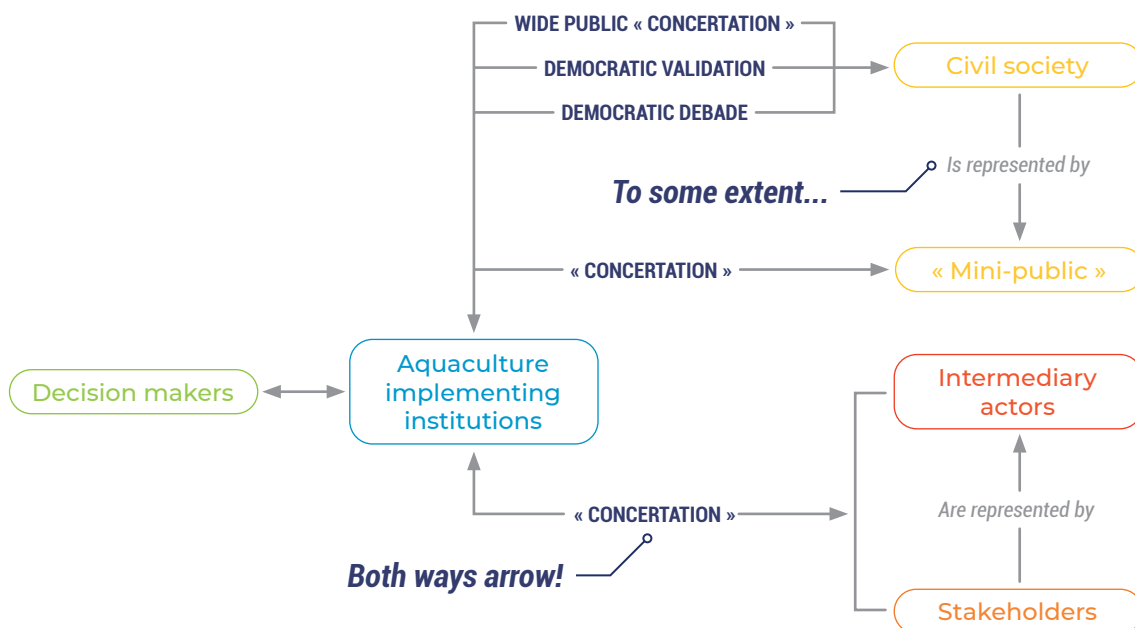 WIDE PUBLIC « CONCERTATION »
DEMOCRATIC VALIDATION
Civil society
DEMOCRATIC DEBADE
Is represented by
To some extent...
« CONCERTATION »
« Mini-public »
Decision makers
Aquaculture
implementing
institutions
Intermediary
actors
« CONCERTATION »
Are represented by
Both ways arrow!
Stakeholders